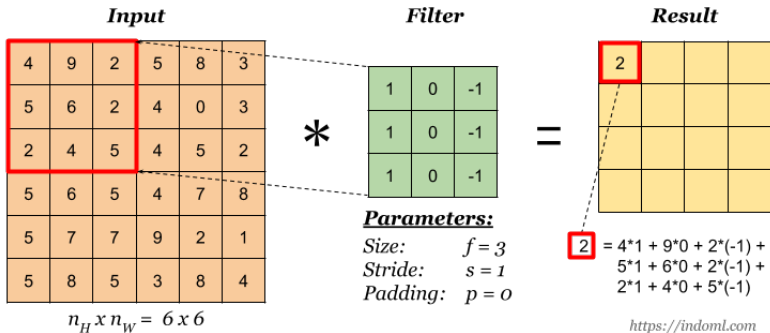 Input Filter Result
4 9 2 5 8 3
5 6 2 4 0 3
2 4 5 4 5 2
5 6 5 4 7 8
5 7 7 9 2 1
5 8 5 3 8 4
n_H x n_W = 6 x 6
*
1 0 -1
1 0 -1
1 0 -1
Parameters:
Size: f = 3
Stride: s = 1
Padding: p = 0
=
2
2 = 4*1 + 9*0 + 2*(-1) +
5*1 + 6*0 + 2*(-1) +
2*1 + 4*0 + 5*(-1)
https://indoml.com